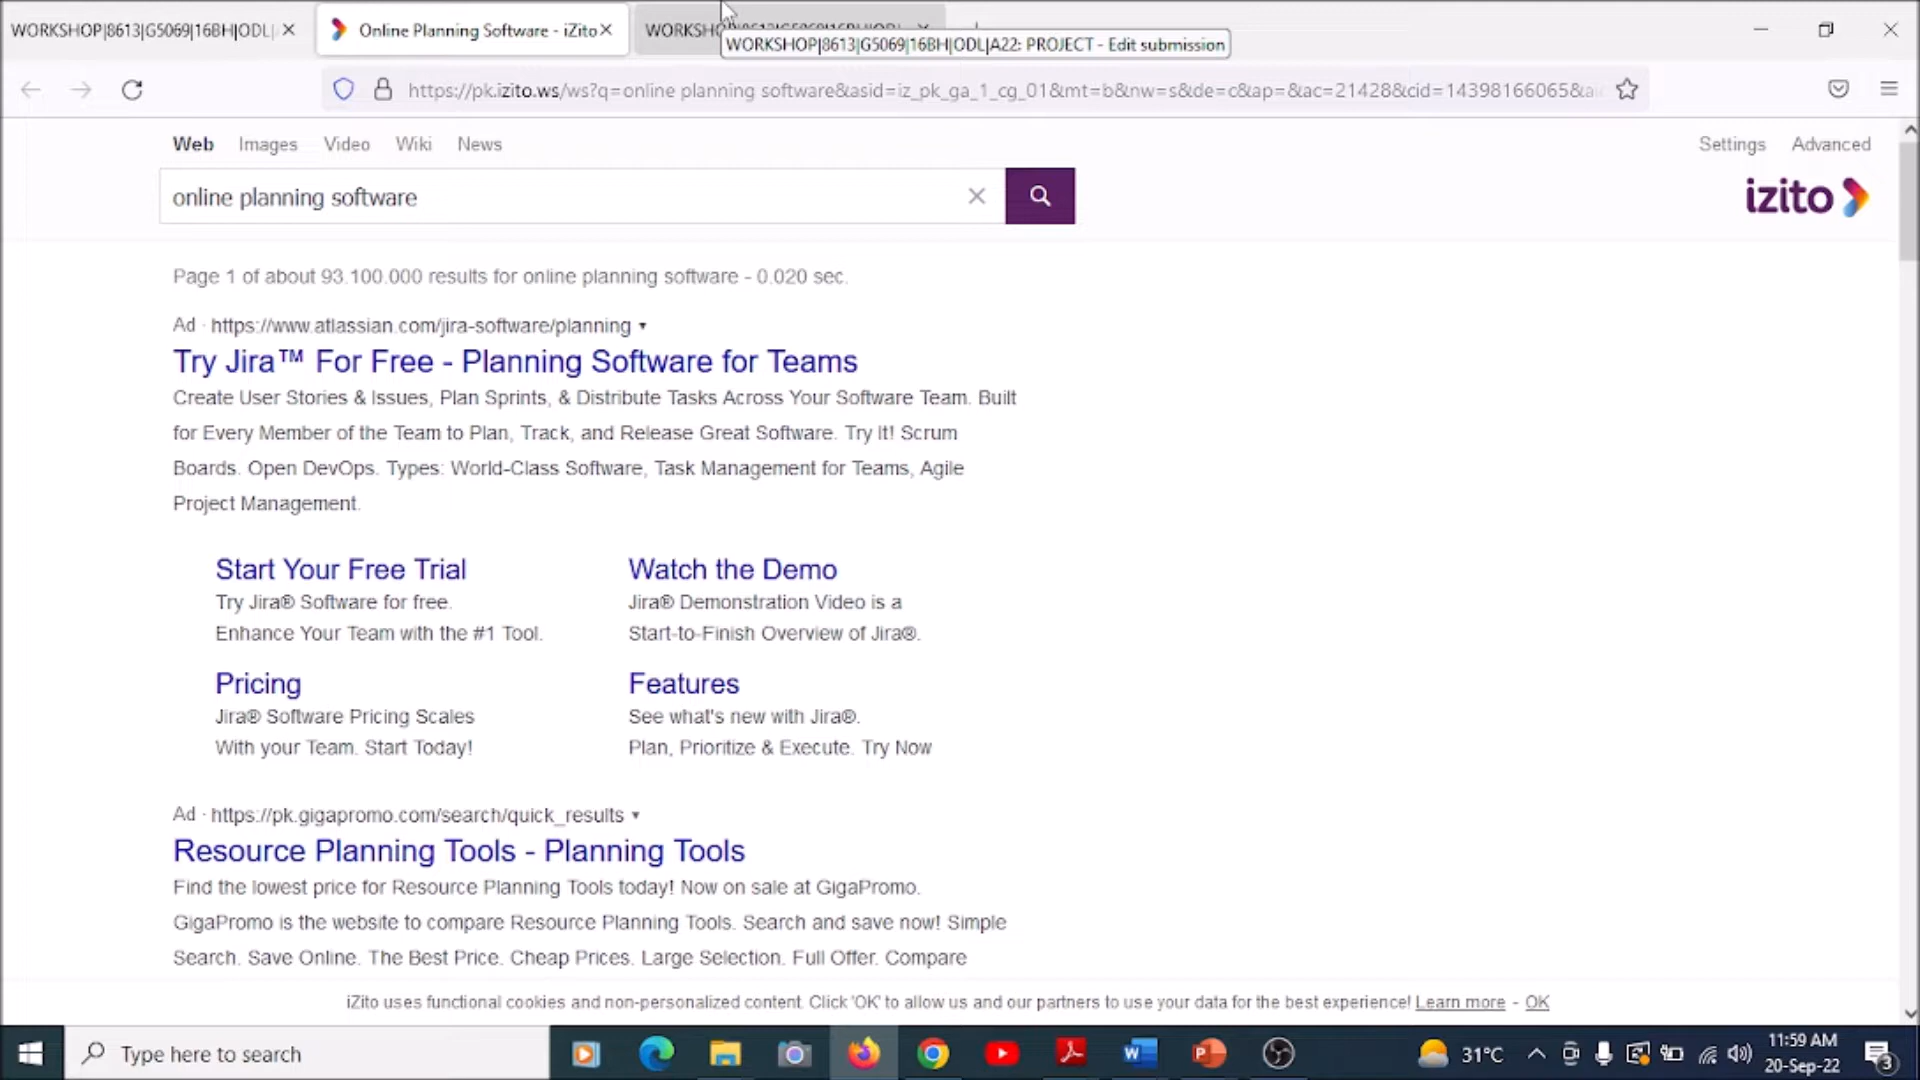 WORKSHOP|8613|G5069|16BH|ODL|
Online Planning Software - iZito
WORKSHOP|8613|G5069|16BH|ODL|
WORKSHOP|8613|G5069|16BH|ODL|A22: PROJECT - Edit submission
https://pk.izito.ws/ws?q=online planning software&asid=iz_pk_ga_1_cg_01&mt=b&nw=s&de=c&ap=&ac=21428&cid=14398166065&
Web Images Video Wiki News
Settings Advanced
online planning software
izito
Page 1 of about 93.100.000 results for online planning software - 0.020 sec.
Ad · https://www.atlassian.com/jira-software/planning
Try Jira™ For Free - Planning Software for Teams
Create User Stories & Issues, Plan Sprints, & Distribute Tasks Across Your Software Team. Built
for Every Member of the Team to Plan, Track, and Release Great Software. Try It! Scrum
Boards. Open DevOps. Types: World-Class Software, Task Management for Teams, Agile
Project Management.
Start Your Free Trial
Try Jira® Software for free.
Enhance Your Team with the #1 Tool.
Watch the Demo
Jira® Demonstration Video is a
Start-to-Finish Overview of Jira®.
Pricing
Jira® Software Pricing Scales
With your Team. Start Today!
Features
See what's new with Jira®.
Plan, Prioritize & Execute. Try Now
Ad · https://pk.gigapromo.com/search/quick_results
Resource Planning Tools - Planning Tools
Find the lowest price for Resource Planning Tools today! Now on sale at GigaPromo.
GigaPromo is the website to compare Resource Planning Tools. Search and save now! Simple
Search. Save Online. The Best Price. Cheap Prices. Large Selection. Full Offer. Compare
iZito uses functional cookies and non-personalized content. Click 'OK' to allow us and our partners to use your data for the best experience! Learn more - OK
Type here to search
31°C
11:59 AM
20-Sep-22
3